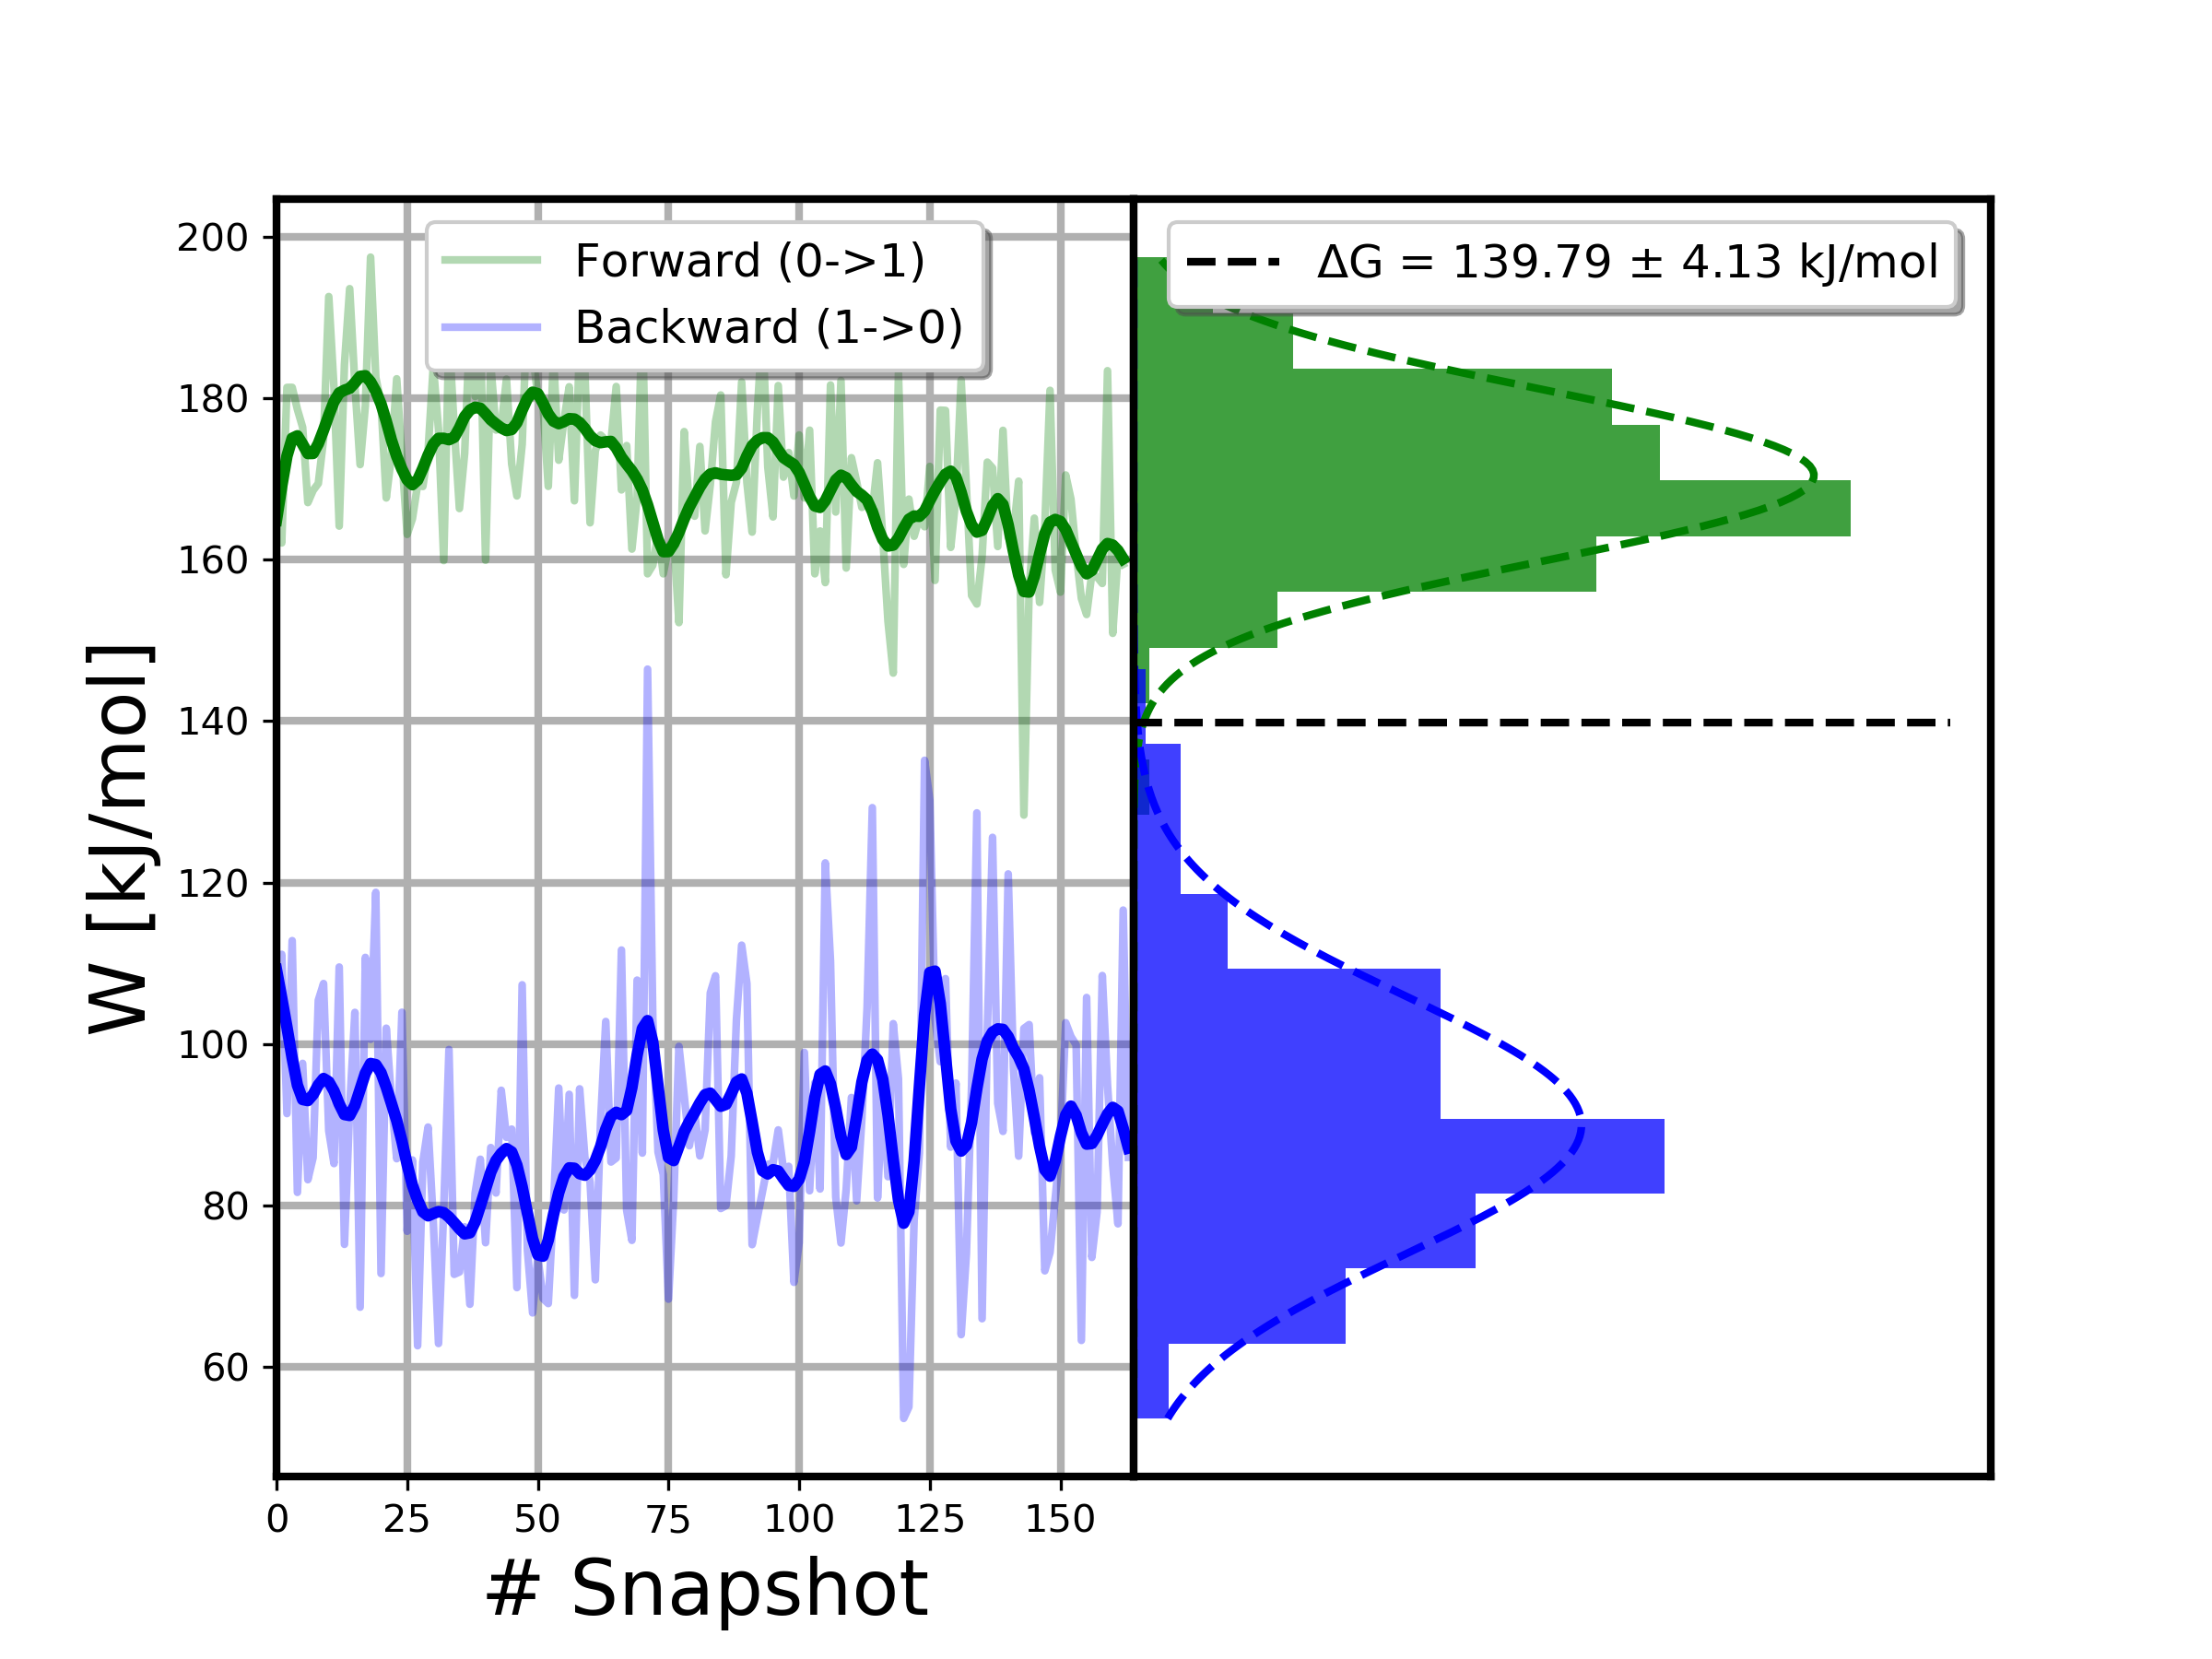 Forward (0->1)
Backward (1->0)
ΔG = 139.79 ± 4.13 kJ/mol
W [kJ/mol]
200
180
160
140
120
100
80
60
0 25 50 75 100 125 150
# Snapshot